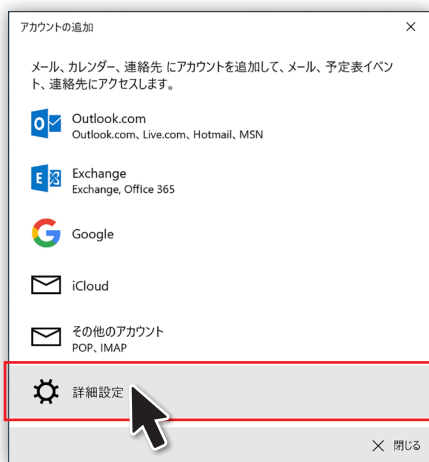 アカウントの追加
メール、カレンダー、連絡先 にアカウントを追加して、メール、予定表イベン
ト、連絡先にアクセスします。
Outlook.com
Outlook.com、Live.com、Hotmail、MSN
Exchange
Exchange, Office 365
Google
iCloud
その他のアカウント
POP、IMAP
詳細設定
閉じる